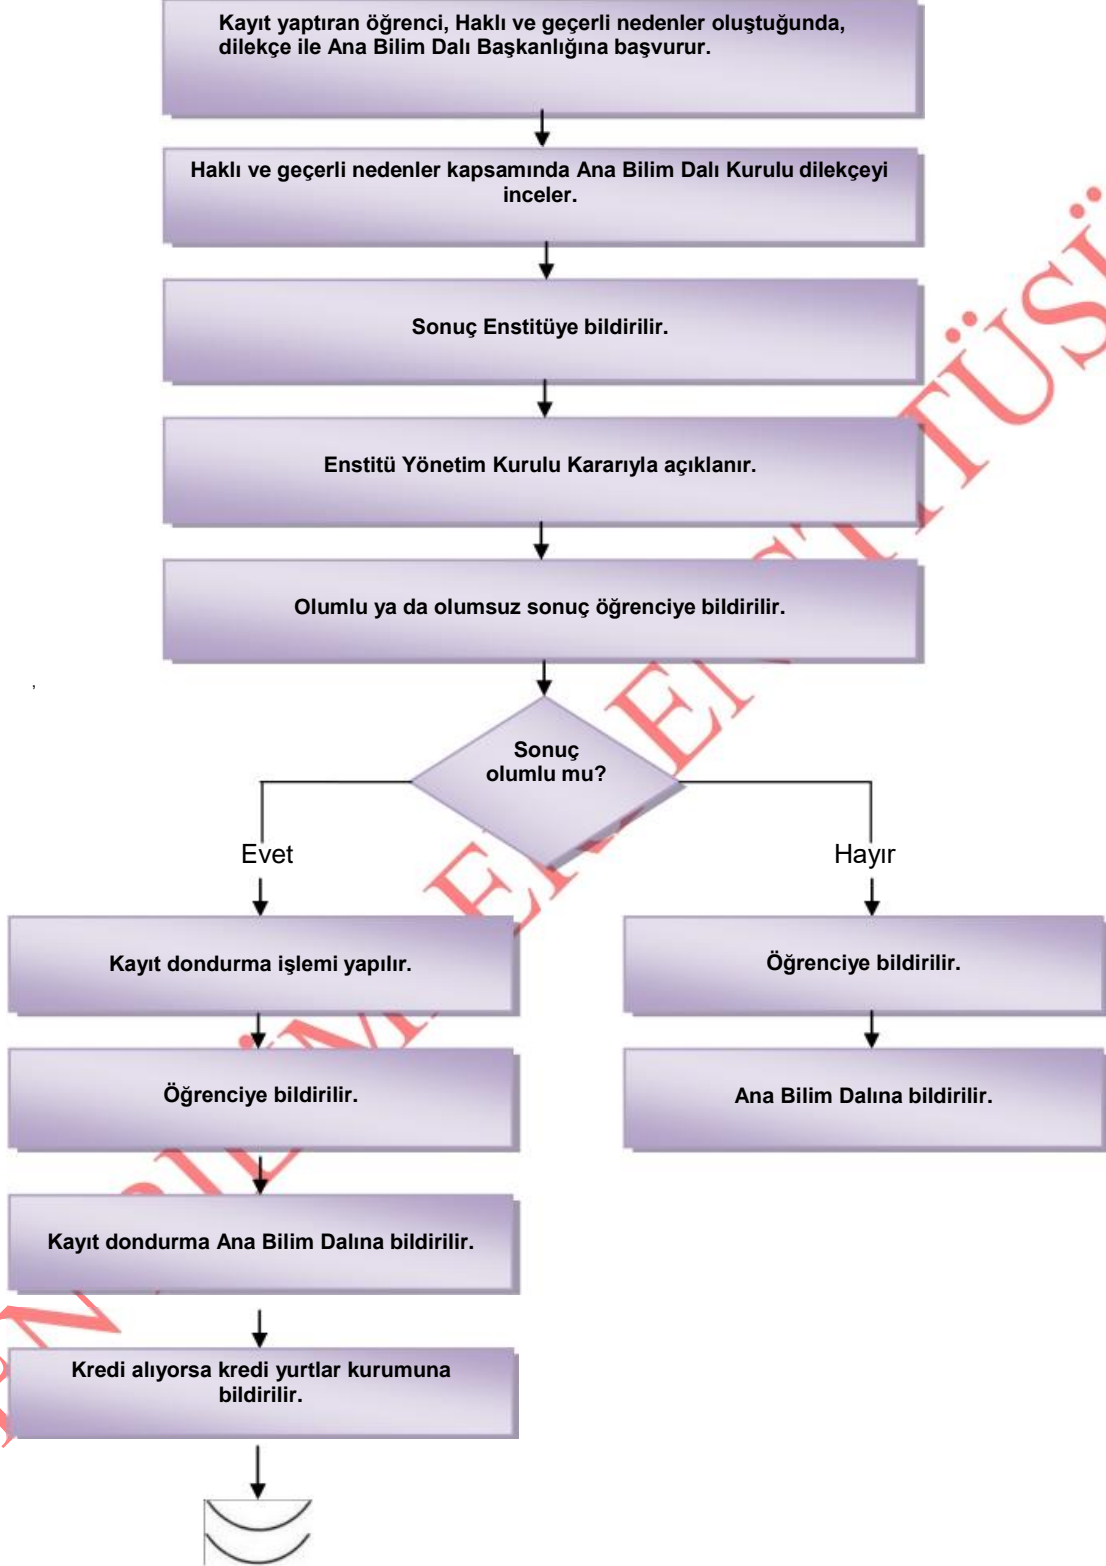 Kayıt yaptıran öğrenci, Haklı ve geçerli nedenler oluştuğunda,
dilekçe ile Ana Bilim Dalı Başkanlığına başvurur.
Haklı ve geçerli nedenler kapsamında Ana Bilim Dalı Kurulu dilekçeyi
inceler.
Sonuç Enstitüye bildirilir.
Enstitü Yönetim Kurulu Kararıyla açıklanır.
Olumlu ya da olumsuz sonuç öğrenciye bildirilir.
,
Sonuç
olumlu mu?
Evet
Hayır
Kayıt dondurma işlemi yapılır.
Öğrenciye bildirilir.
Öğrenciye bildirilir.
Ana Bilim Dalına bildirilir.
Kayıt dondurma Ana Bilim Dalına bildirilir.
Kredi alıyorsa kredi yurtlar kurumuna
bildirilir.